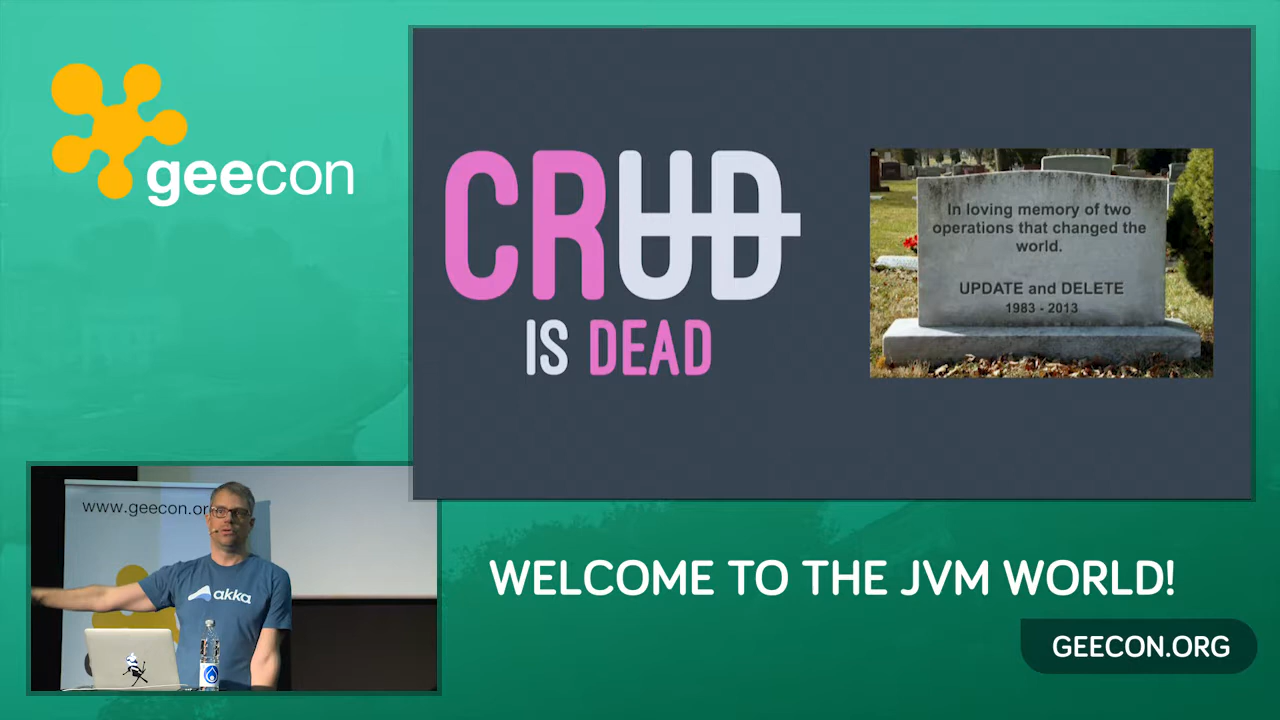 geecon
CRUD
IS DEAD
In loving memory of two
operations that changed the
world.
UPDATE and DELETE
1983 - 2013
www.geecon.or
akka
WELCOME TO THE JVM WORLD!
GEECON.ORG